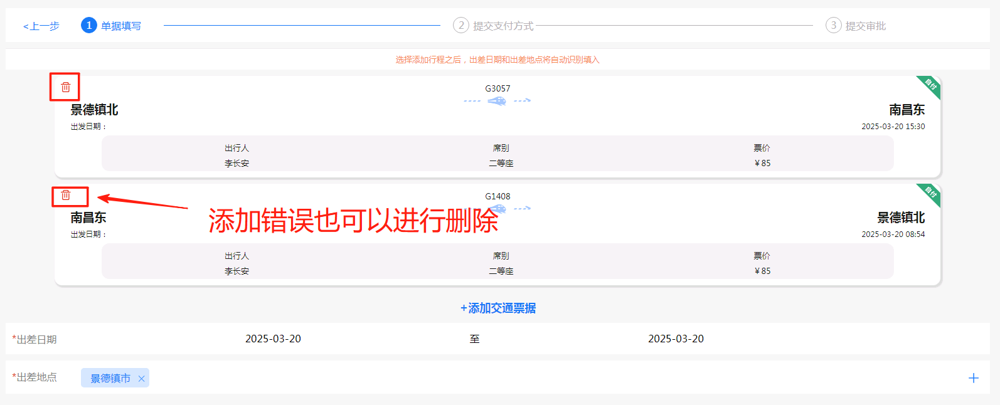 <上一步
1 单据填写
2 提交支付方式
3 提交审批
选择添加行程之后，出差日期和出差地点将自动识别填入
G3057
自付
景德镇北
南昌东
出发日期：
2025-03-20 15:30
出行人
席别
票价
李长安
二等座
￥85
G1408
自付
添加错误也可以进行删除
南昌东
景德镇北
出发日期：
2025-03-20 08:54
出行人
席别
票价
李长安
二等座
￥85
+添加交通票据
*出差日期
2025-03-20
至
2025-03-20
*出差地点
景德镇市 ×
+